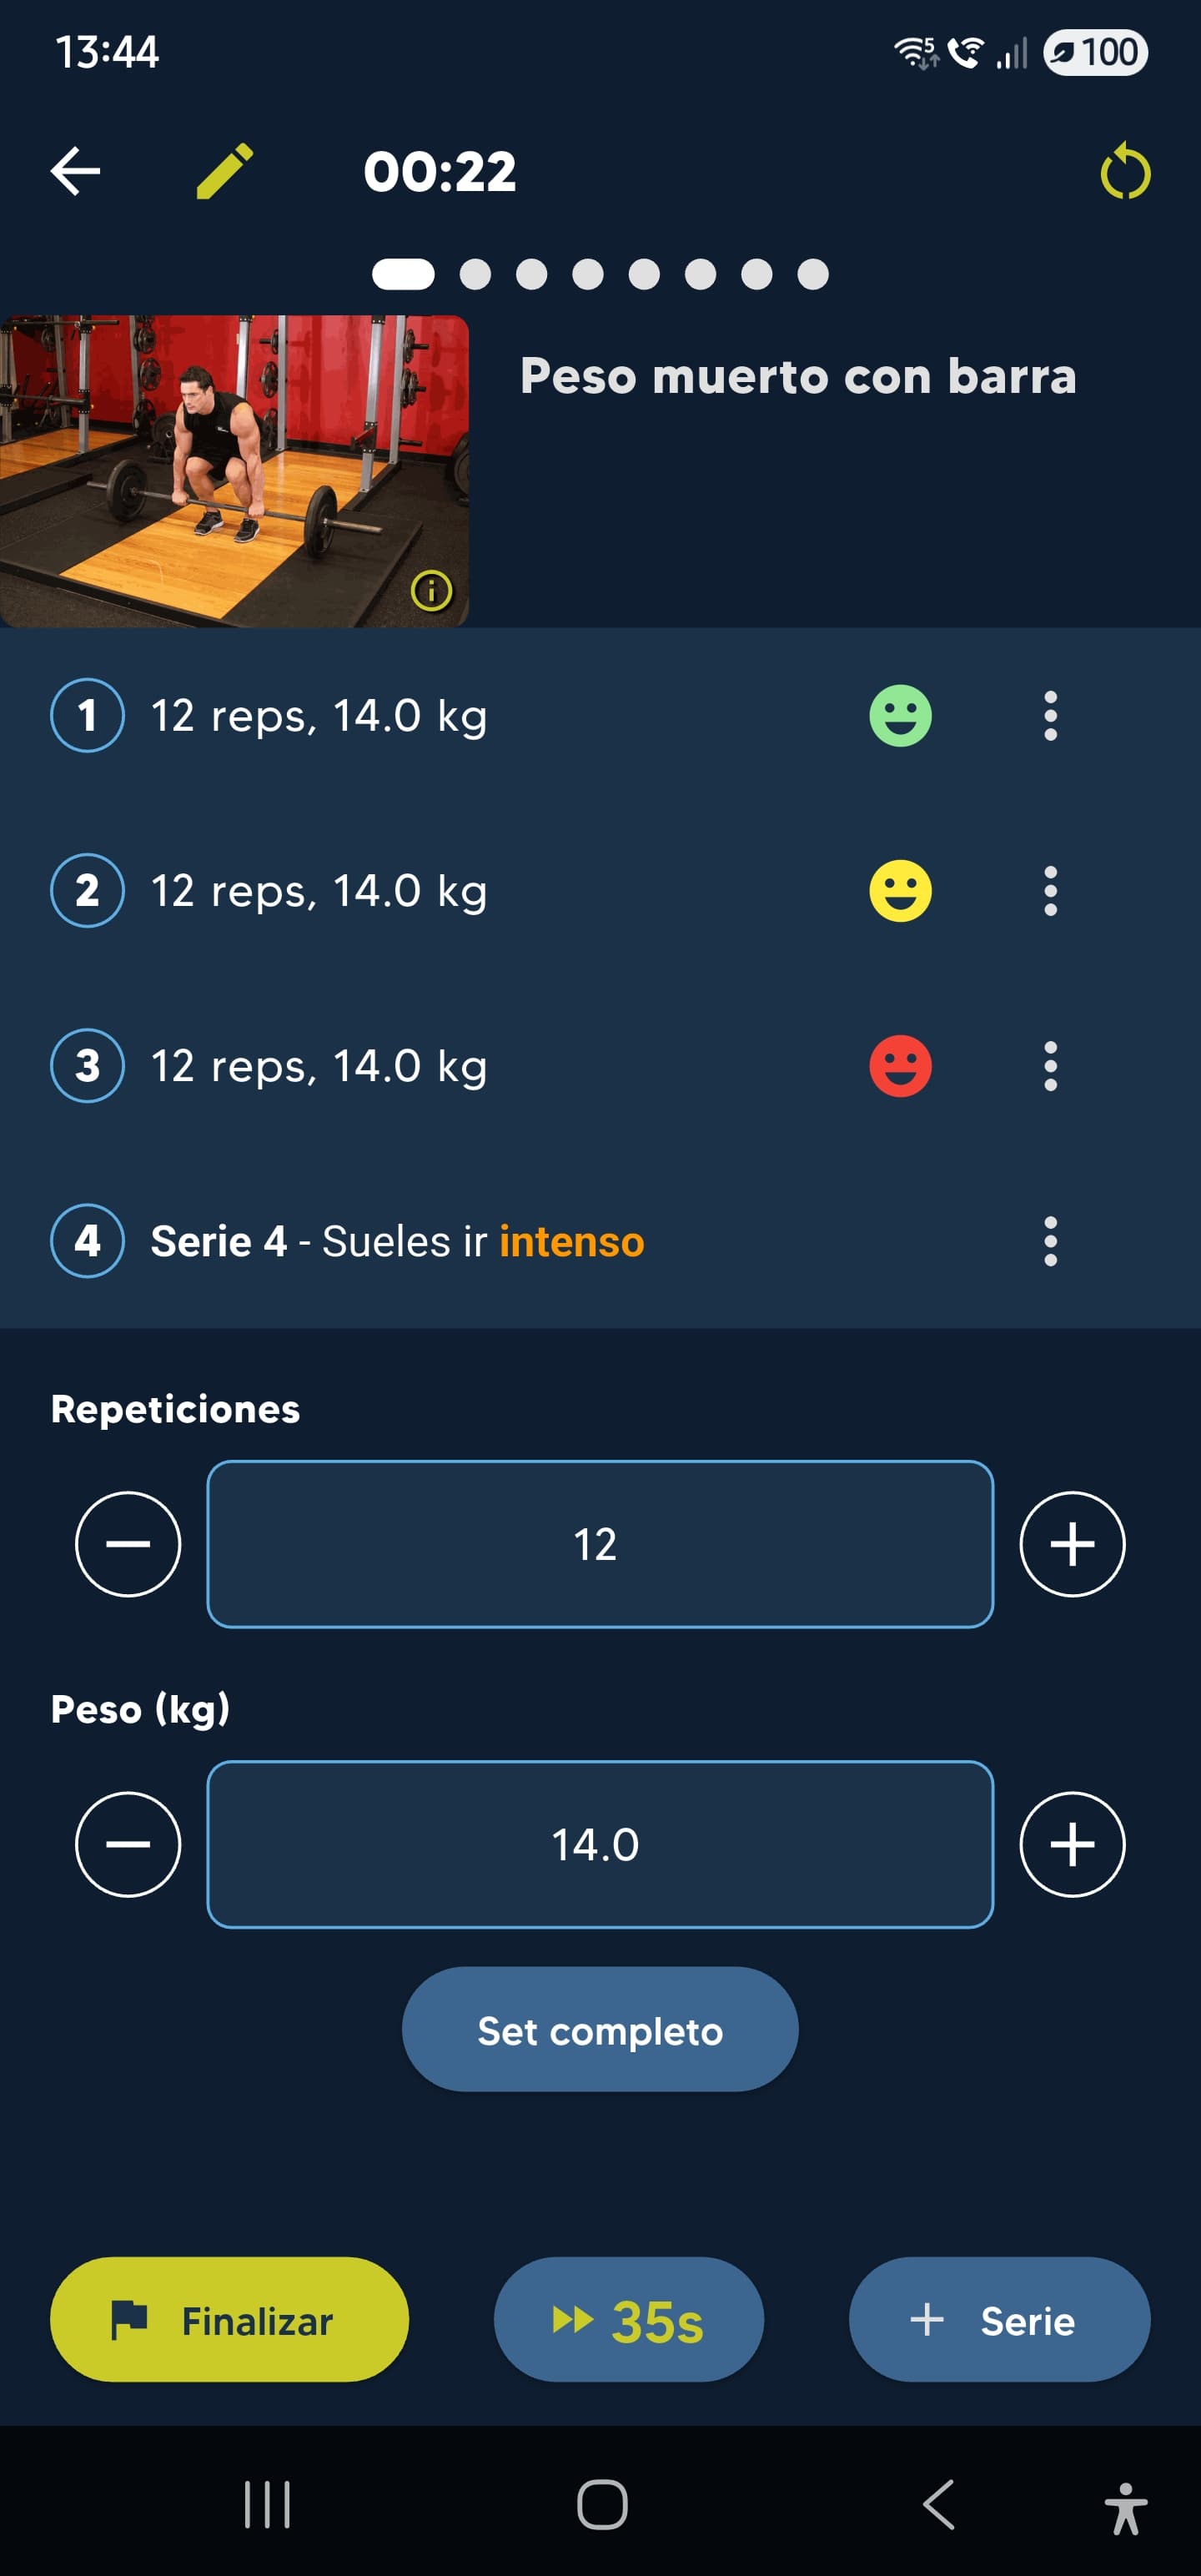 13:44
5
100
00:22
Peso muerto con barra
1 12 reps, 14.0 kg
2 12 reps, 14.0 kg
3 12 reps, 14.0 kg
4 Serie 4 - Sueles ir intenso
Repeticiones
12
Peso (kg)
14.0
Set completo
Finalizar
35s
Serie